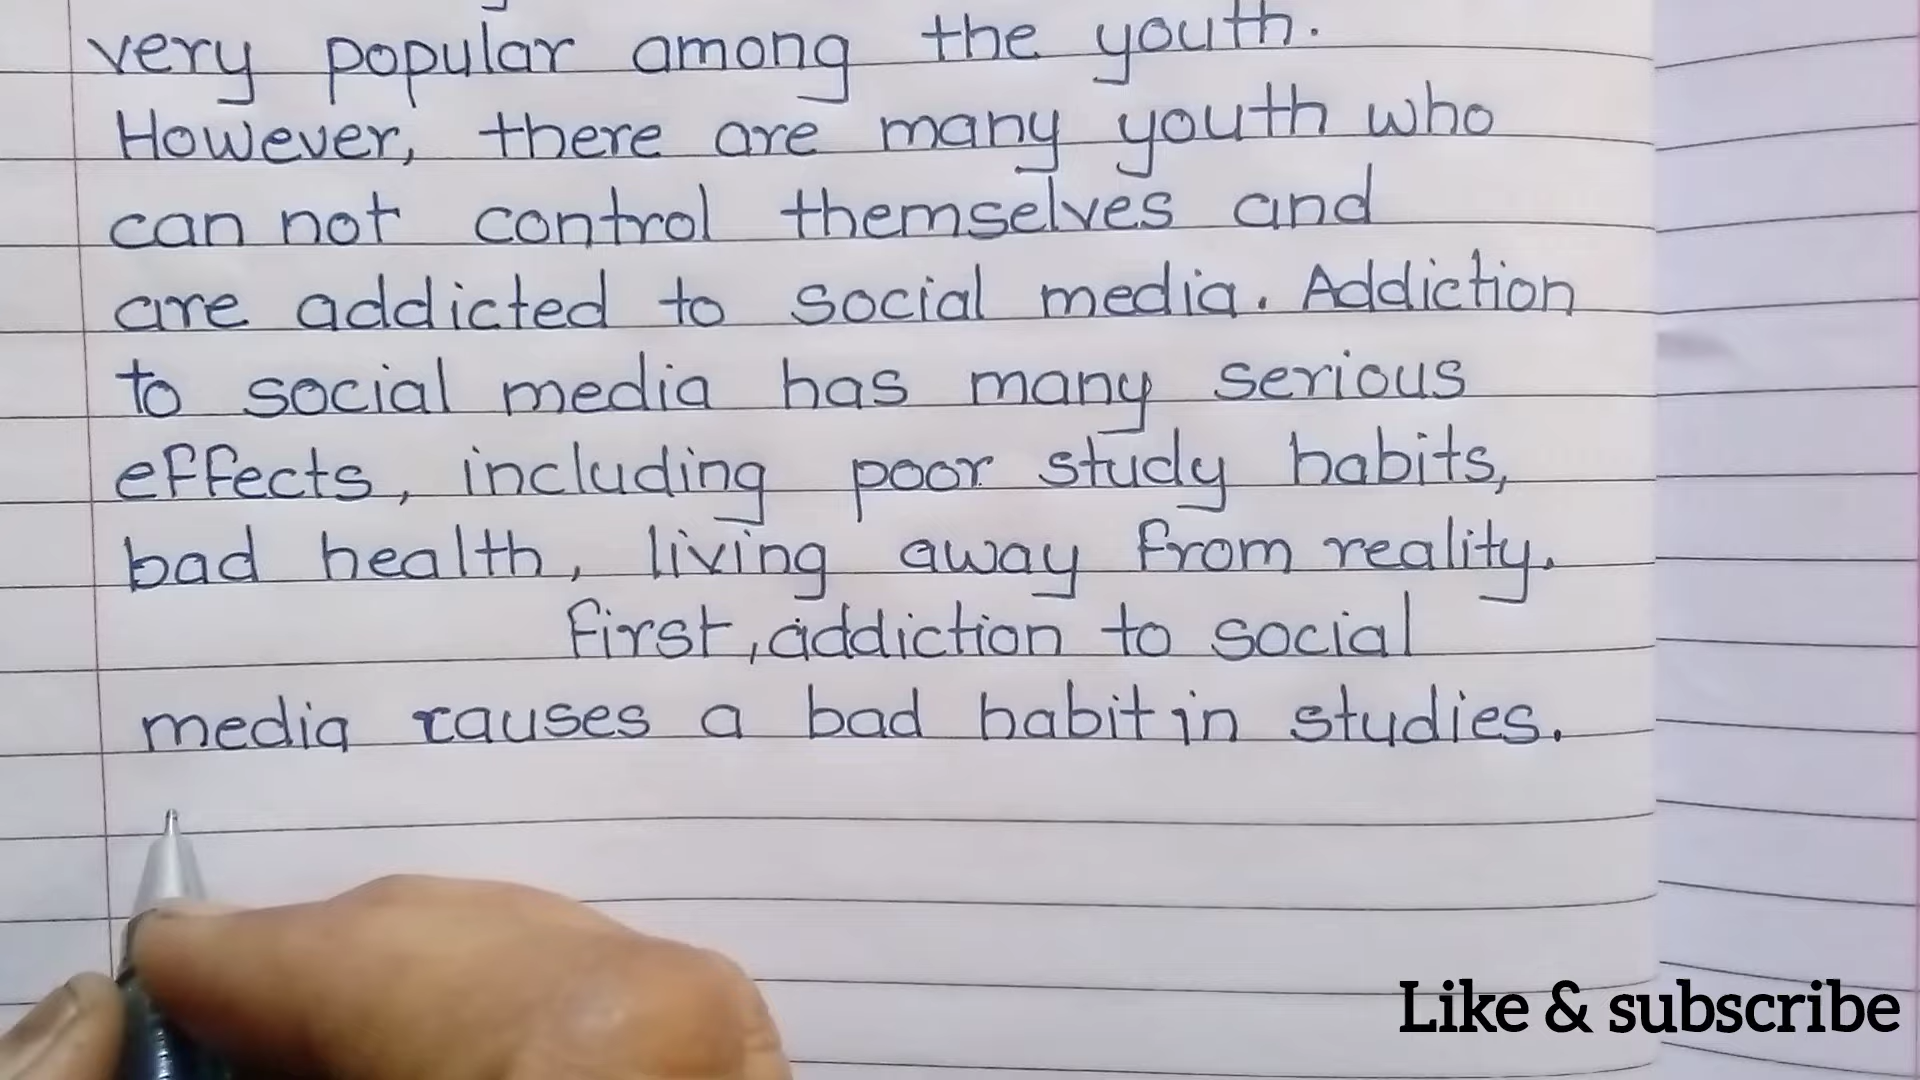 very popular among the youth.
However, there are many youth who
can not control themselves and
are addicted to social media. Addiction
to social media has many serious
effects, including poor study habits,
bad health, living away from reality.
First, addiction to social
media causes a bad habit in studies.
Like & subscribe